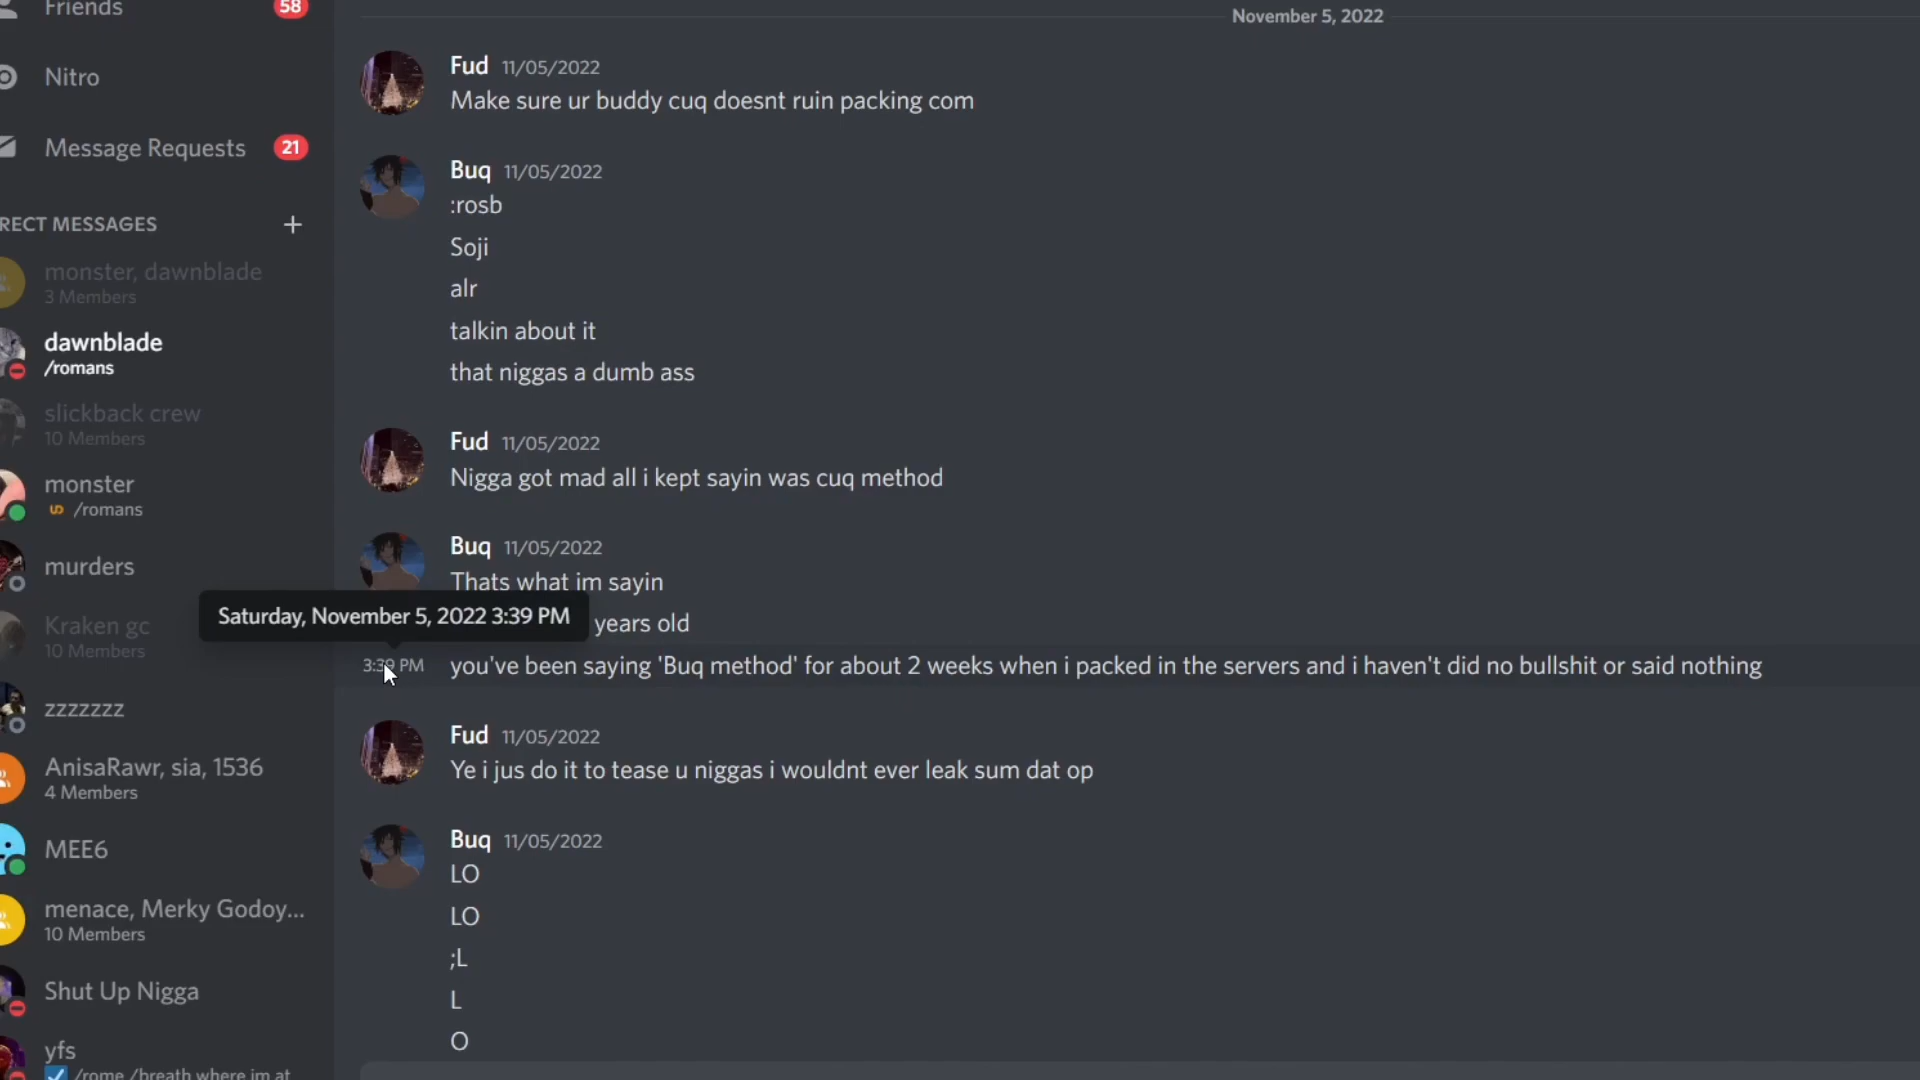 Friends
58
Nitro
Message Requests
21
RECT MESSAGES
monster, dawnblade
3 Members
dawnblade
/romans
slickback crew
10 Members
monster
/romans
murders
Kraken gc
10 Members
zzzzzzz
AnisaRawr, sia, 1536
4 Members
MEE6
menace, Merky Godoy...
10 Members
Shut Up Nigga
yfs
/rome /breath where im at
November 5, 2022
Fud 11/05/2022
Make sure ur buddy cuq doesnt ruin packing com
Buq 11/05/2022
:rosb
Soji
alr
talkin about it
that niggas a dumb ass
Fud 11/05/2022
Nigga got mad all i kept sayin was cuq method
Buq 11/05/2022
Thats what im sayin
Saturday, November 5, 2022 3:39 PM
years old
3:39 PM you've been saying 'Buq method' for about 2 weeks when i packed in the servers and i haven't did no bullshit or said nothing
Fud 11/05/2022
Ye i jus do it to tease u niggas i wouldnt ever leak sum dat op
Buq 11/05/2022
LO
LO
;L
L
O